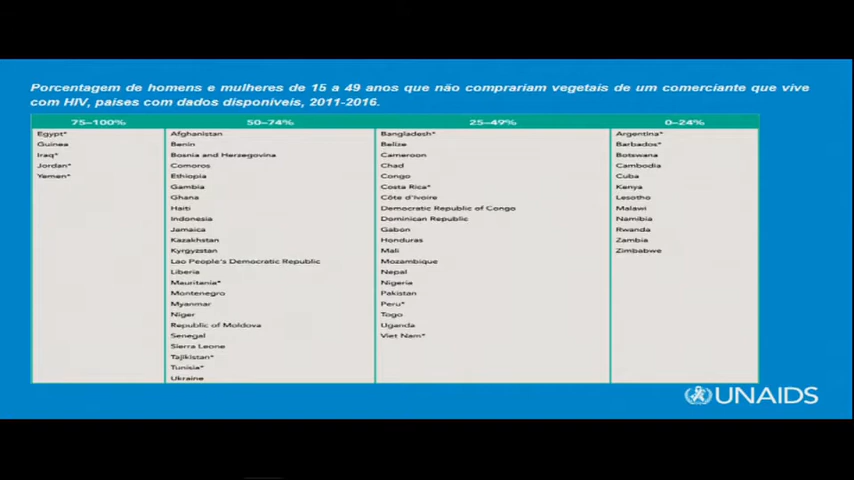 Porcentagem de homens e mulheres de 15 a 49 anos que não comprariam vegetais de um comerciante que vive
com HIV, países com dados disponíveis, 2011-2016.
75–100%
Egypt*
Guinea
Iraq*
Jordan*
Yemen*
50–74%
Afghanistan
Benin
Bosnia and Herzegovina
Comoros
Ethiopia
Gambia
Ghana
Haiti
Indonesia
Jamaica
Kazakhstan
Kyrgyzstan
Lao People's Democratic Republic
Liberia
Mauritania*
Montenegro
Myanmar
Niger
Republic of Moldova
Senegal
Sierra Leone
Tajikistan*
Tunisia*
Ukraine
25–49%
Bangladesh*
Belize
Cameroon
Chad
Congo
Costa Rica*
Côte d'Ivoire
Democratic Republic of Congo
Dominican Republic
Gabon
Honduras
Mali
Mozambique
Nepal
Nigeria
Pakistan
Peru*
Togo
Uganda
Viet Nam*
0–24%
Argentina*
Barbados*
Botswana
Cambodia
Cuba
Kenya
Lesotho
Malawi
Namibia
Rwanda
Zambia
Zimbabwe
UNAIDS